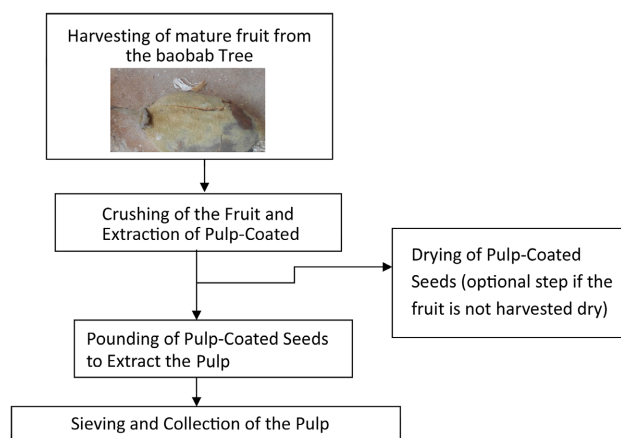 Harvesting of mature fruit from
the baobab Tree
Crushing of the Fruit and
Extraction of Pulp-Coated
Drying of Pulp-Coated
Seeds (optional step if the
fruit is not harvested dry)
Pounding of Pulp-Coated Seeds
to Extract the Pulp
Sieving and Collection of the Pulp